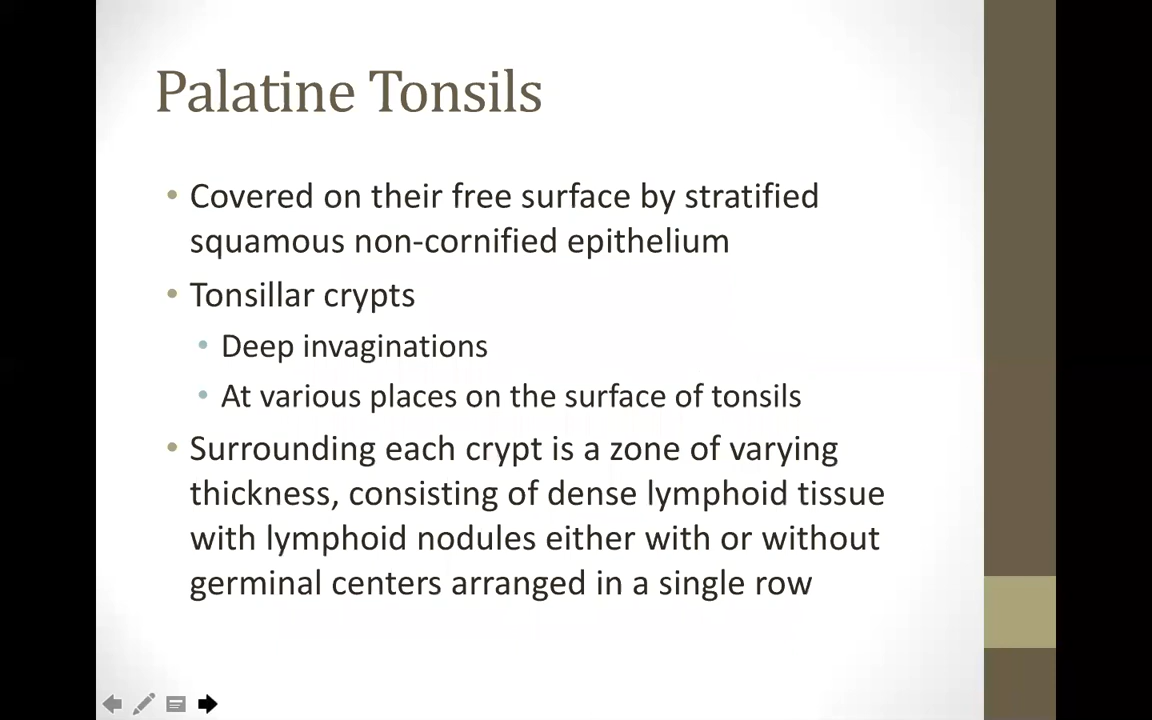 Palatine Tonsils
• Covered on their free surface by stratified
squamous non-cornified epithelium
• Tonsillar crypts
• Deep invaginations
• At various places on the surface of tonsils
• Surrounding each crypt is a zone of varying
thickness, consisting of dense lymphoid tissue
with lymphoid nodules either with or without
germinal centers arranged in a single row